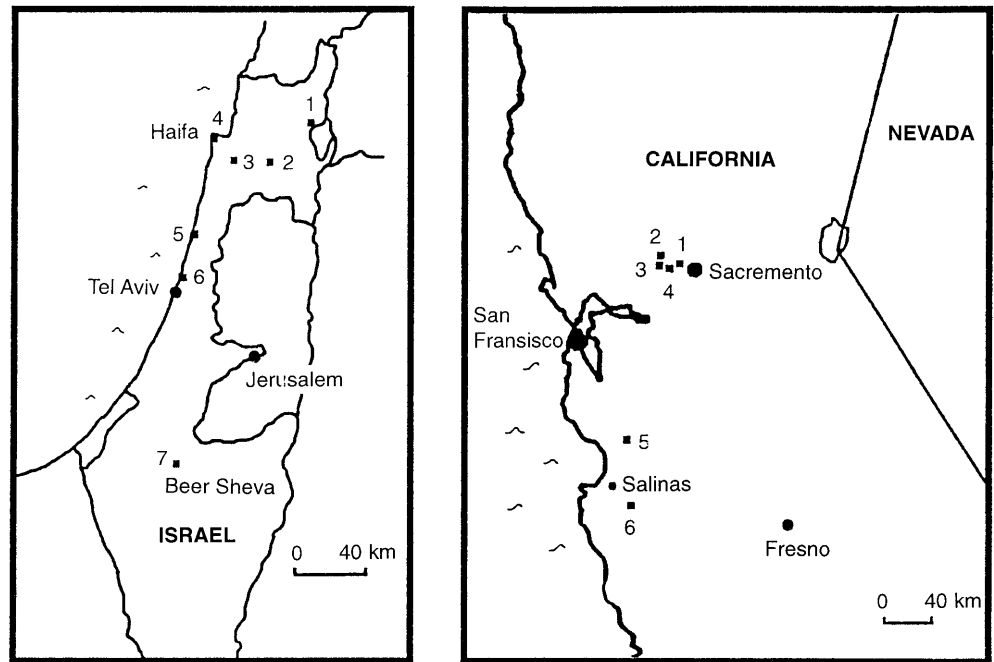 1
4
Haifa
3
2
5
6
Tel Aviv
Jerusalem
7
Beer Sheva
ISRAEL
0 40 km
NEVADA
CALIFORNIA
2
1
3
Sacremento
4
San
Fransisco
5
Salinas
6
Fresno
0 40 km